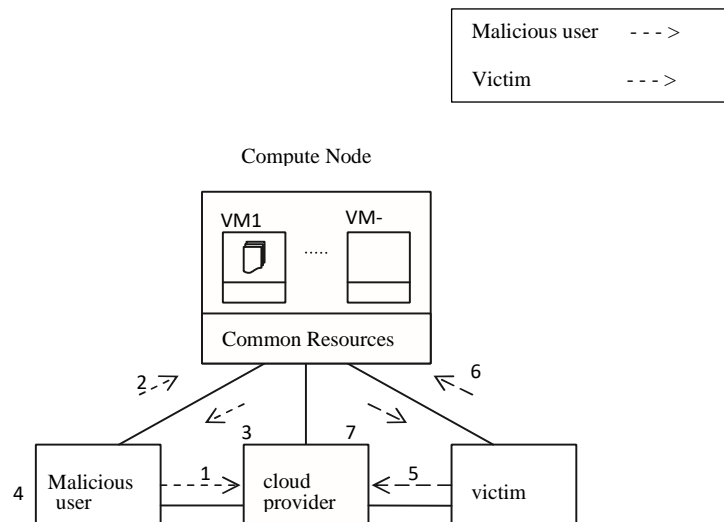 Malicious user - - - >
Victim - - - >
Compute Node
VM1 VM-
.....
Common Resources
2 6
3 7
4 Malicious user 1 cloud provider 5 victim